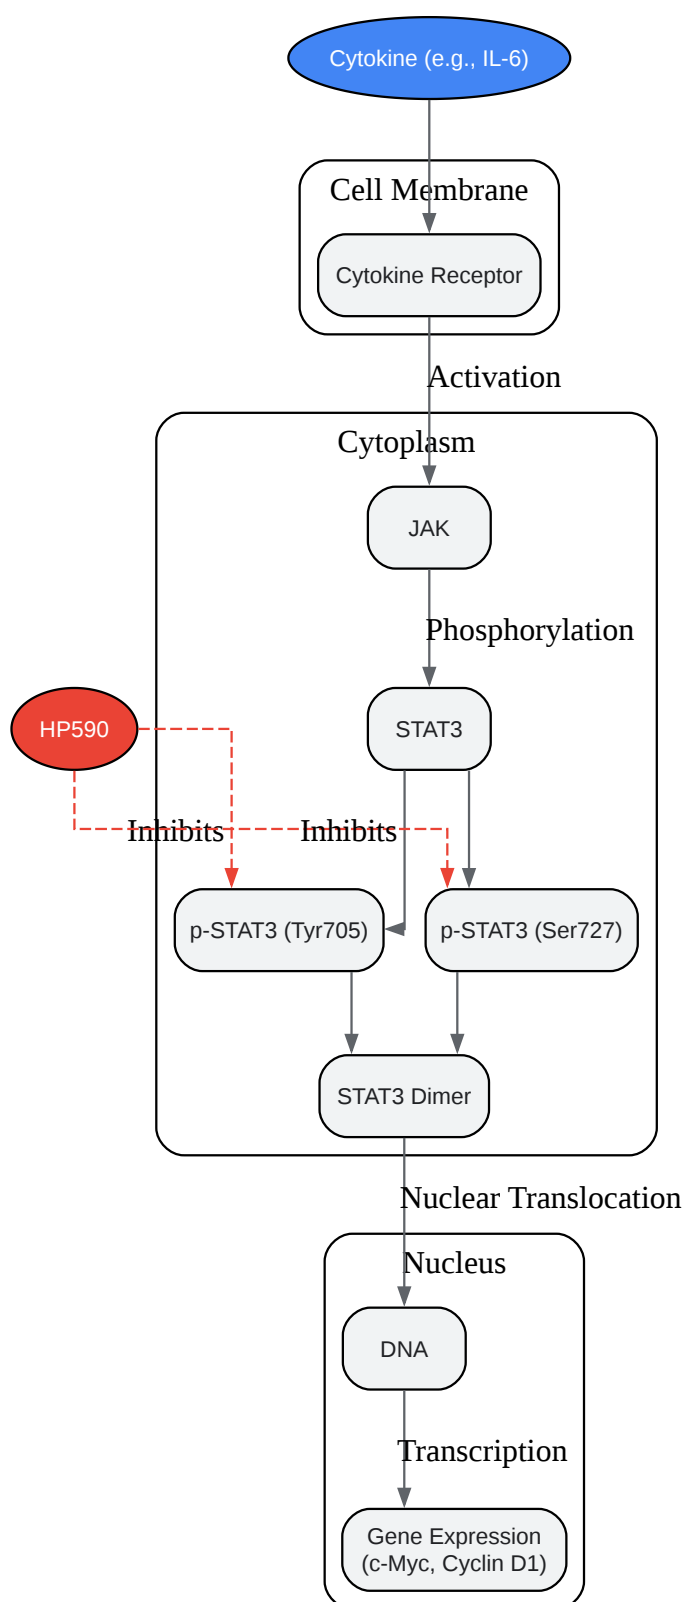 Cytokine (e.g., IL-6)
Cell Membrane
Cytokine Receptor
Activation
Cytoplasm
JAK
Phosphorylation
HP590
STAT3
Inhibits
Inhibits
p-STAT3 (Tyr705)
p-STAT3 (Ser727)
STAT3 Dimer
Nuclear Translocation
Nucleus
DNA
Transcription
Gene Expression
(c-Myc, Cyclin D1)